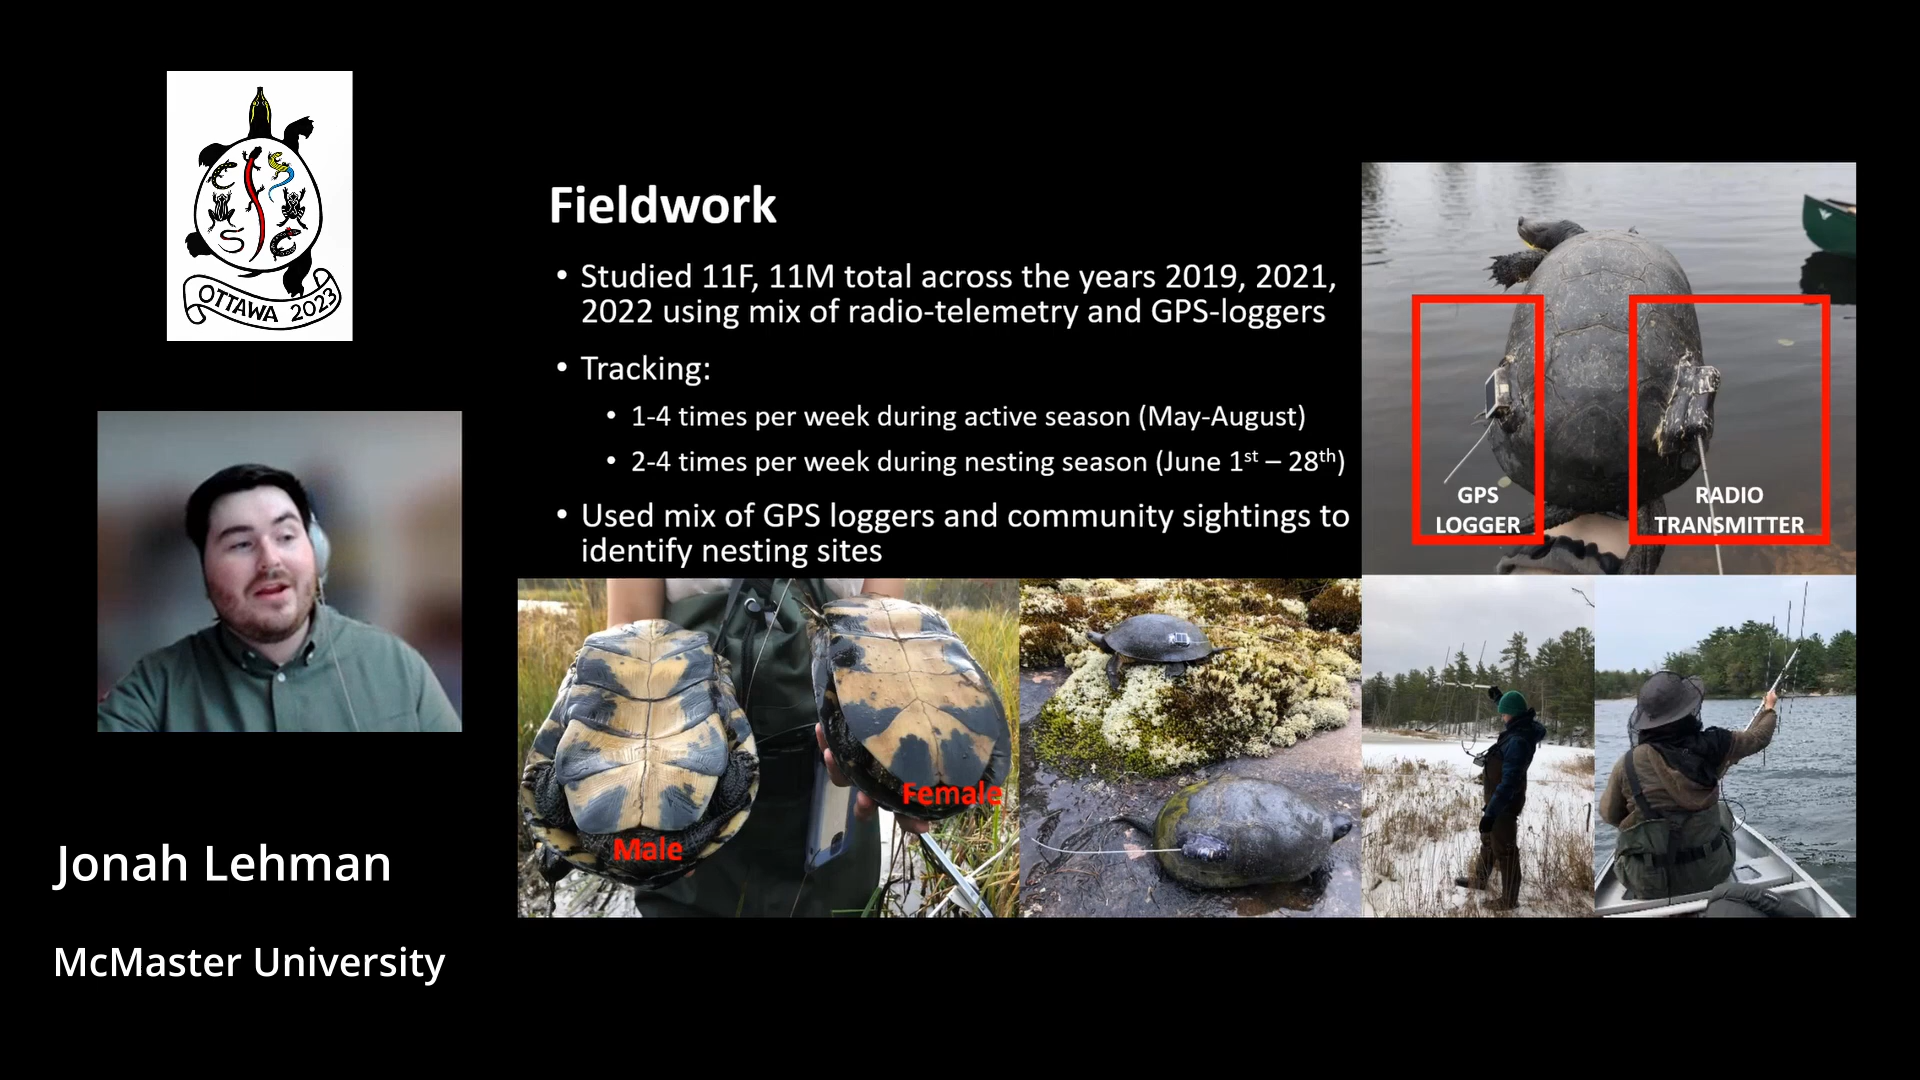 OTTAWA 2023
Fieldwork
• Studied 11F, 11M total across the years 2019, 2021,
2022 using mix of radio-telemetry and GPS-loggers
• Tracking:
• 1-4 times per week during active season (May-August)
• 2-4 times per week during nesting season (June 1st – 28th)
• Used mix of GPS loggers and community sightings to
identify nesting sites
GPS
LOGGER
RADIO
TRANSMITTER
Male
Female
Jonah Lehman
McMaster University